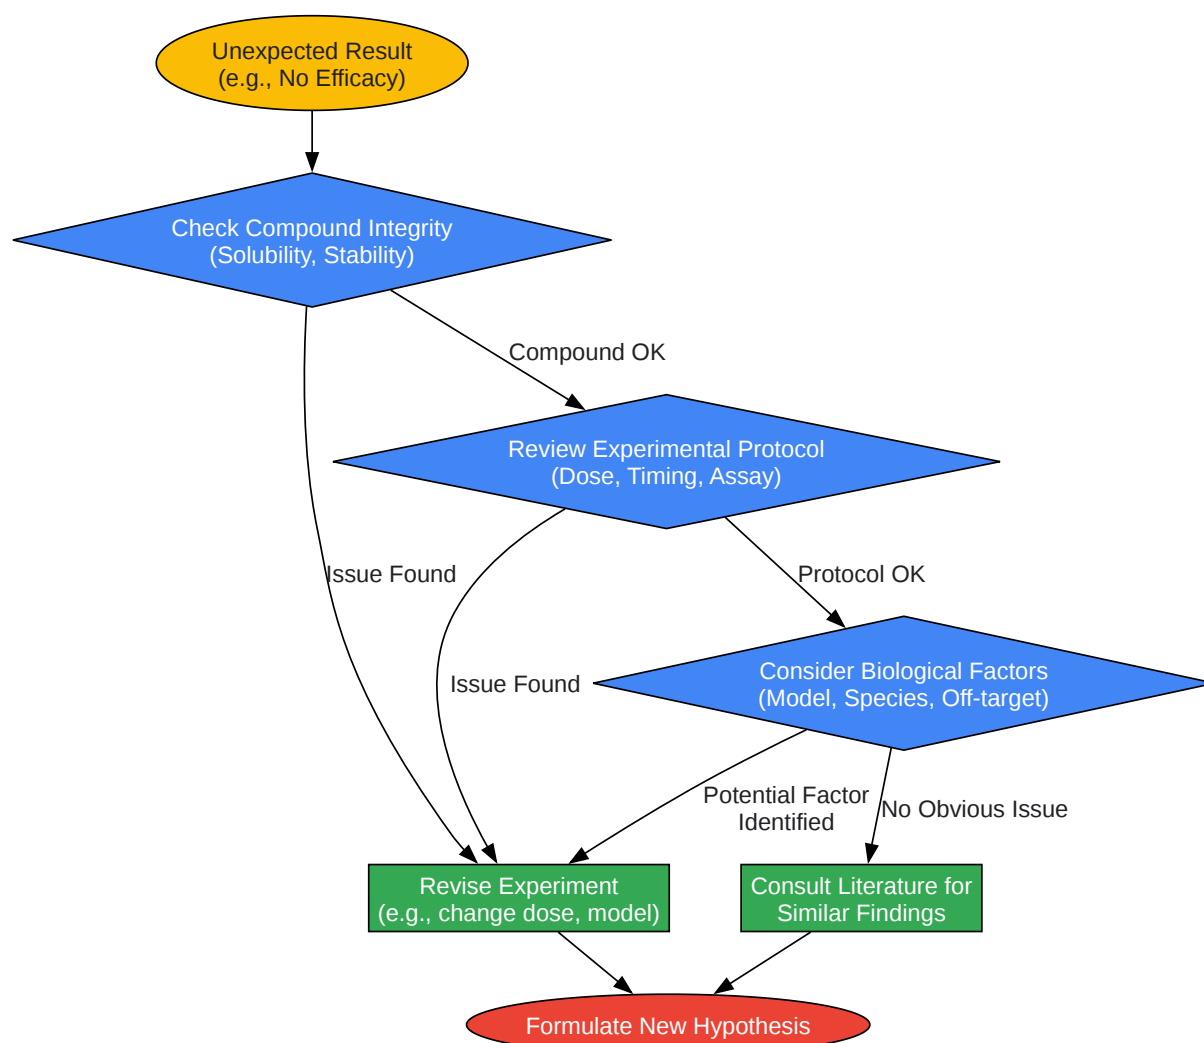 Unexpected Result
(e.g., No Efficacy)
Check Compound Integrity
(Solubility, Stability)
Compound OK
Review Experimental Protocol
(Dose, Timing, Assay)
Issue Found
Protocol OK
Issue Found
Consider Biological Factors
(Model, Species, Off-target)
Potential Factor
Identified
No Obvious Issue
Revise Experiment
(e.g., change dose, model)
Consult Literature for
Similar Findings
Formulate New Hypothesis